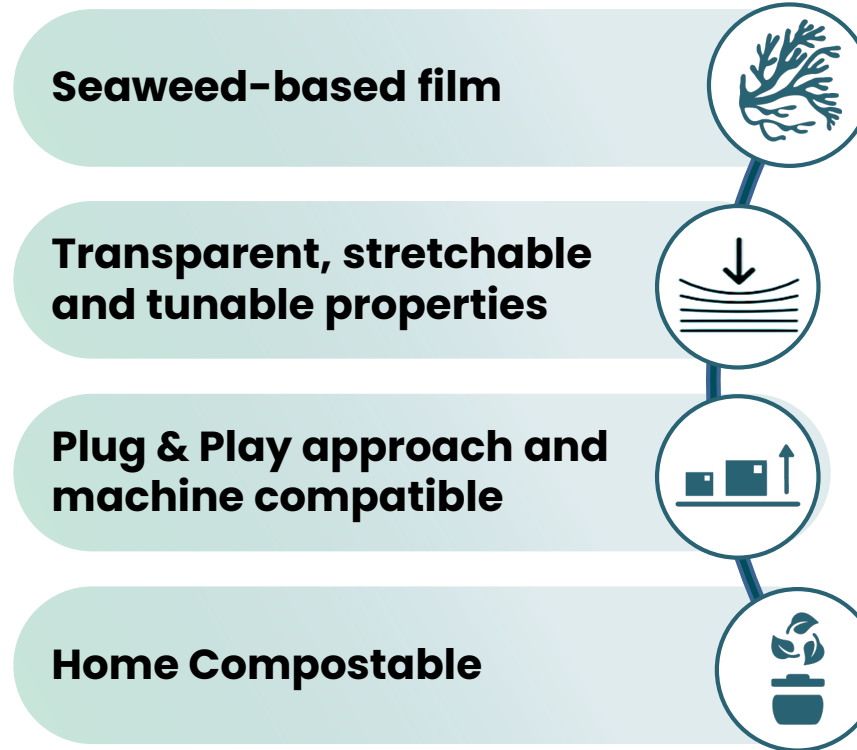 Seaweed-based film
Transparent, stretchable
and tunable properties
Plug & Play approach and
machine compatible
Home Compostable